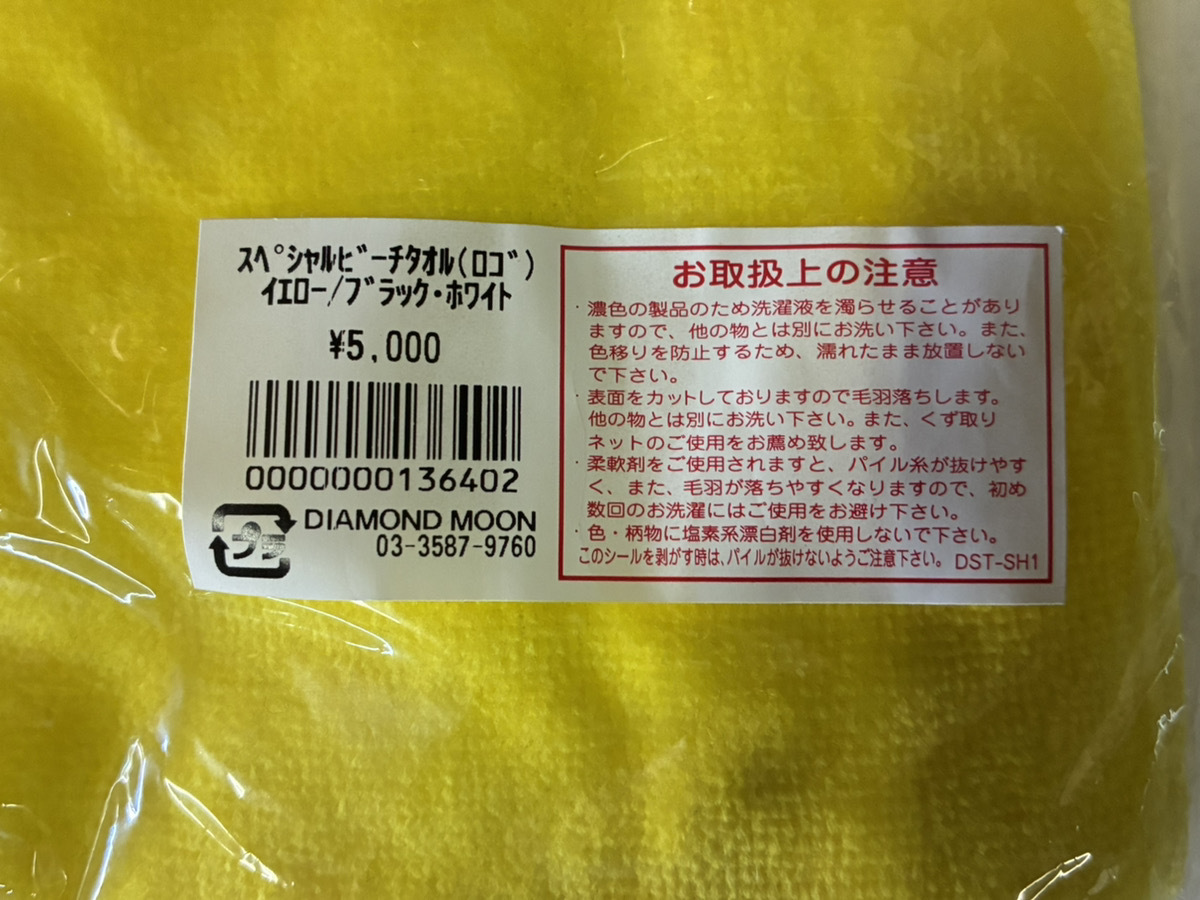 スペシャルビーチタオル(ロゴ)
イエロー/ブラック・ホワイト
¥5,000
0000000136402
プラ
DIAMOND MOON
03-3587-9760
お取扱上の注意
・濃色の製品のため洗濯液を濁らせることがあり
ますので、他の物とは別にお洗い下さい。また、
色移りを防止するため、濡れたまま放置しない
で下さい。
・表面をカットしておりますので毛羽落ちします。
他の物とは別にお洗い下さい。また、くず取り
ネットのご使用をお薦め致します。
・柔軟剤をご使用されますと、パイル糸が抜けやす
く、また、毛羽が落ちやすくなりますので、初め
数回のお洗濯にはご使用をお避け下さい。
・色・柄物に塩素系漂白剤を使用しないで下さい。
このシールを剥がす時は、パイルが抜けないようご注意下さい。 DST-SH1